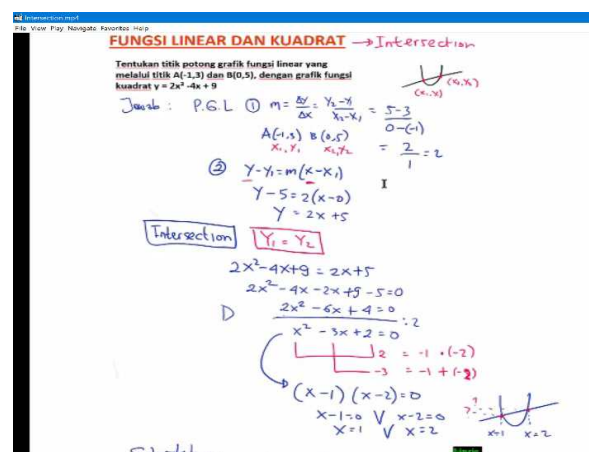 Intersection.mp4
File View Play Navigate Favorites Help
FUNGSI LINEAR DAN KUADRAT → Intersection
Tentukan titik potong grafik fungsi linear yang
melalui titik A(-1,3) dan B(0,5), dengan grafik fungsi
kuadrat y = 2x² -4x + 9
(x₂,y₂)
(x₁,y₁)
Jawab : P.G.L ① m = Δy/Δx = Y₂-Y₁/X₂-X₁ = 5-3/0-(-1)
A(-1,3) B(0,5)
X₁,Y₁ X₂,Y₂
= 2/1 = 2
② Y-Y₁=m(x-x₁)
Y-5=2(x-0)
Y = 2x+5
Intersection Y₁ = Y₂
2x²-4x+9 = 2x+5
2x²-4x-2x+9-5=0
D 2x²-6x+4=0 :2
x²-3x+2=0
2 = -1 . (-2)
-3 = -1 + (-2)
(x-1)(x-2)=0
x-1=0 V x-2=0
x=1 V x=2
x=1 x=2